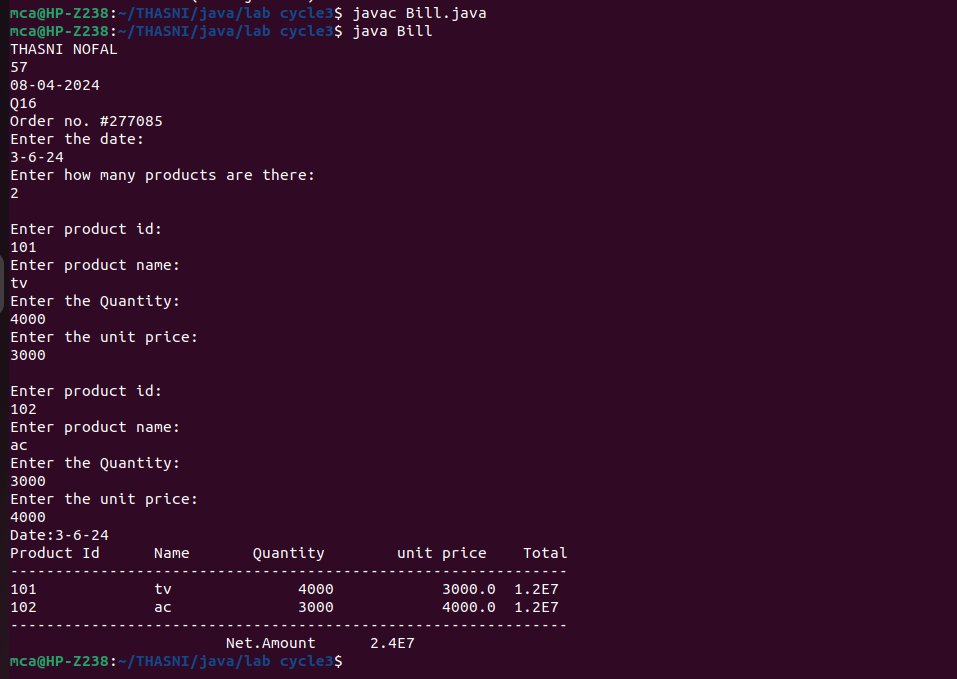 mca@HP-Z238:~/THASNI/java/lab cycle3$ javac Bill.java
mca@HP-Z238:~/THASNI/java/lab cycle3$ java Bill
THASNI NOFAL
57
08-04-2024
Q16
Order no. #277085
Enter the date:
3-6-24
Enter how many products are there:
2
Enter product id:
101
Enter product name:
tv
Enter the Quantity:
4000
Enter the unit price:
3000
Enter product id:
102
Enter product name:
ac
Enter the Quantity:
3000
Enter the unit price:
4000
Date:3-6-24
Product Id      Name       Quantity        unit price    Total
--------------------------------------------------------------
101             tv              4000            3000.0  1.2E7
102             ac              3000            4000.0  1.2E7
--------------------------------------------------------------
                        Net.Amount      2.4E7
mca@HP-Z238:~/THASNI/java/lab cycle3$